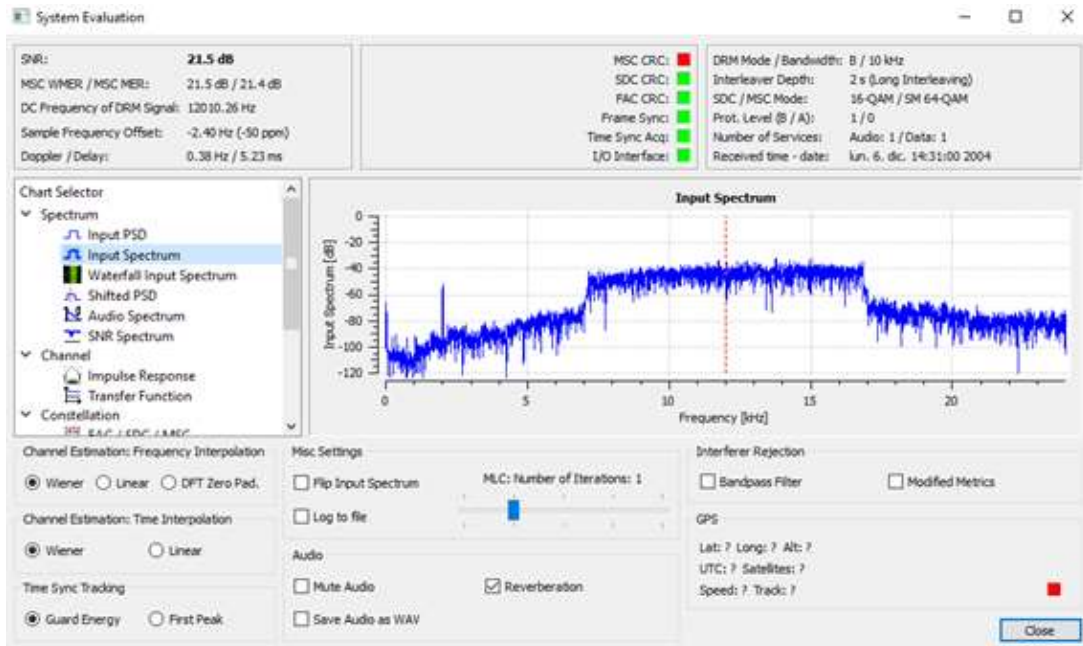 System Evaluation
SNR: 21.5 dB
MSC WMER / MSC MER: 21.5 dB / 21.4 dB
DC Frequency of DRM Signal: 12010.26 Hz
Sample Frequency Offset: -2.40 Hz (-50 ppm)
Doppler / Delay: 0.38 Hz / 5.23 ms
MSC CRC:
SDC CRC:
FAC CRC:
Frame Sync:
Time Sync Acq:
I/O Interface:
DRM Mode / Bandwidth: B / 10 kHz
Interleaver Depth: 2 s (Long Interleaving)
SDC / MSC Mode: 16-QAM / SM 64-QAM
Prot. Level (B / A): 1 / 0
Number of Services: Audio: 1 / Data: 1
Received time - date: lun. 6. dic. 14:31:00 2004
Chart Selector
Spectrum
Input PSD
Input Spectrum
Waterfall Input Spectrum
Shifted PSD
Audio Spectrum
SNR Spectrum
Channel
Impulse Response
Transfer Function
Constellation
FAC / SDC / MSC
Input Spectrum
Input Spectrum [dB]
0
-20
-40
-60
-80
-100
-120
0 5 10 15 20
Frequency [kHz]
Channel Estimation: Frequency Interpolation
Wiener Linear DFT Zero Pad.
Channel Estimation: Time Interpolation
Wiener Linear
Time Sync Tracking
Guard Energy First Peak
Misc Settings
Flip Input Spectrum MLC: Number of Iterations: 1
Log to file
Audio
Mute Audio Reverberation
Save Audio as WAV
Interferer Rejection
Bandpass Filter Modified Metrics
GPS
Lat: ? Long: ? Alt: ?
UTC: ? Satellites: ?
Speed: ? Track: ?
Close